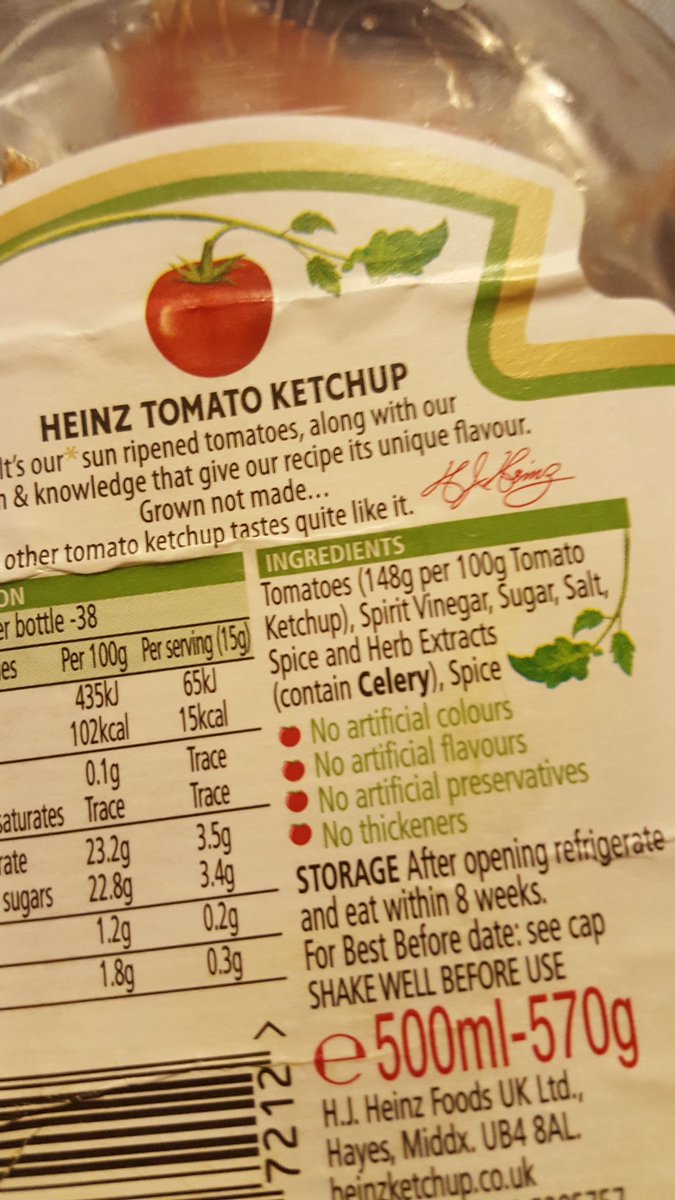 HEINZ TOMATO KETCHUP
It's our* sun ripened tomatoes, along with our
& knowledge that give our recipe its unique flavour.
Grown not made...
other tomato ketchup tastes quite like it.
HJ Heinz
bottle -38
Per 100g Per serving (15g)
435kJ 65kJ
102kcal 15kcal
0.1g Trace
saturates Trace Trace
23.2g 3.5g
sugars 22.8g 3.4g
1.2g 0.2g
1.8g 0.3g
INGREDIENTS
Tomatoes (148g per 100g Tomato
Ketchup), Spirit Vinegar, Sugar, Salt,
Spice and Herb Extracts
(contain Celery), Spice
No artificial colours
No artificial flavours
No artificial preservatives
No thickeners
STORAGE After opening refrigerate
and eat within 8 weeks.
For Best Before date: see cap
SHAKE WELL BEFORE USE
e 500ml-570g
H.J. Heinz Foods UK Ltd.,
Hayes, Middx. UB4 8AL.
heinzketchup.co.uk
7212 >